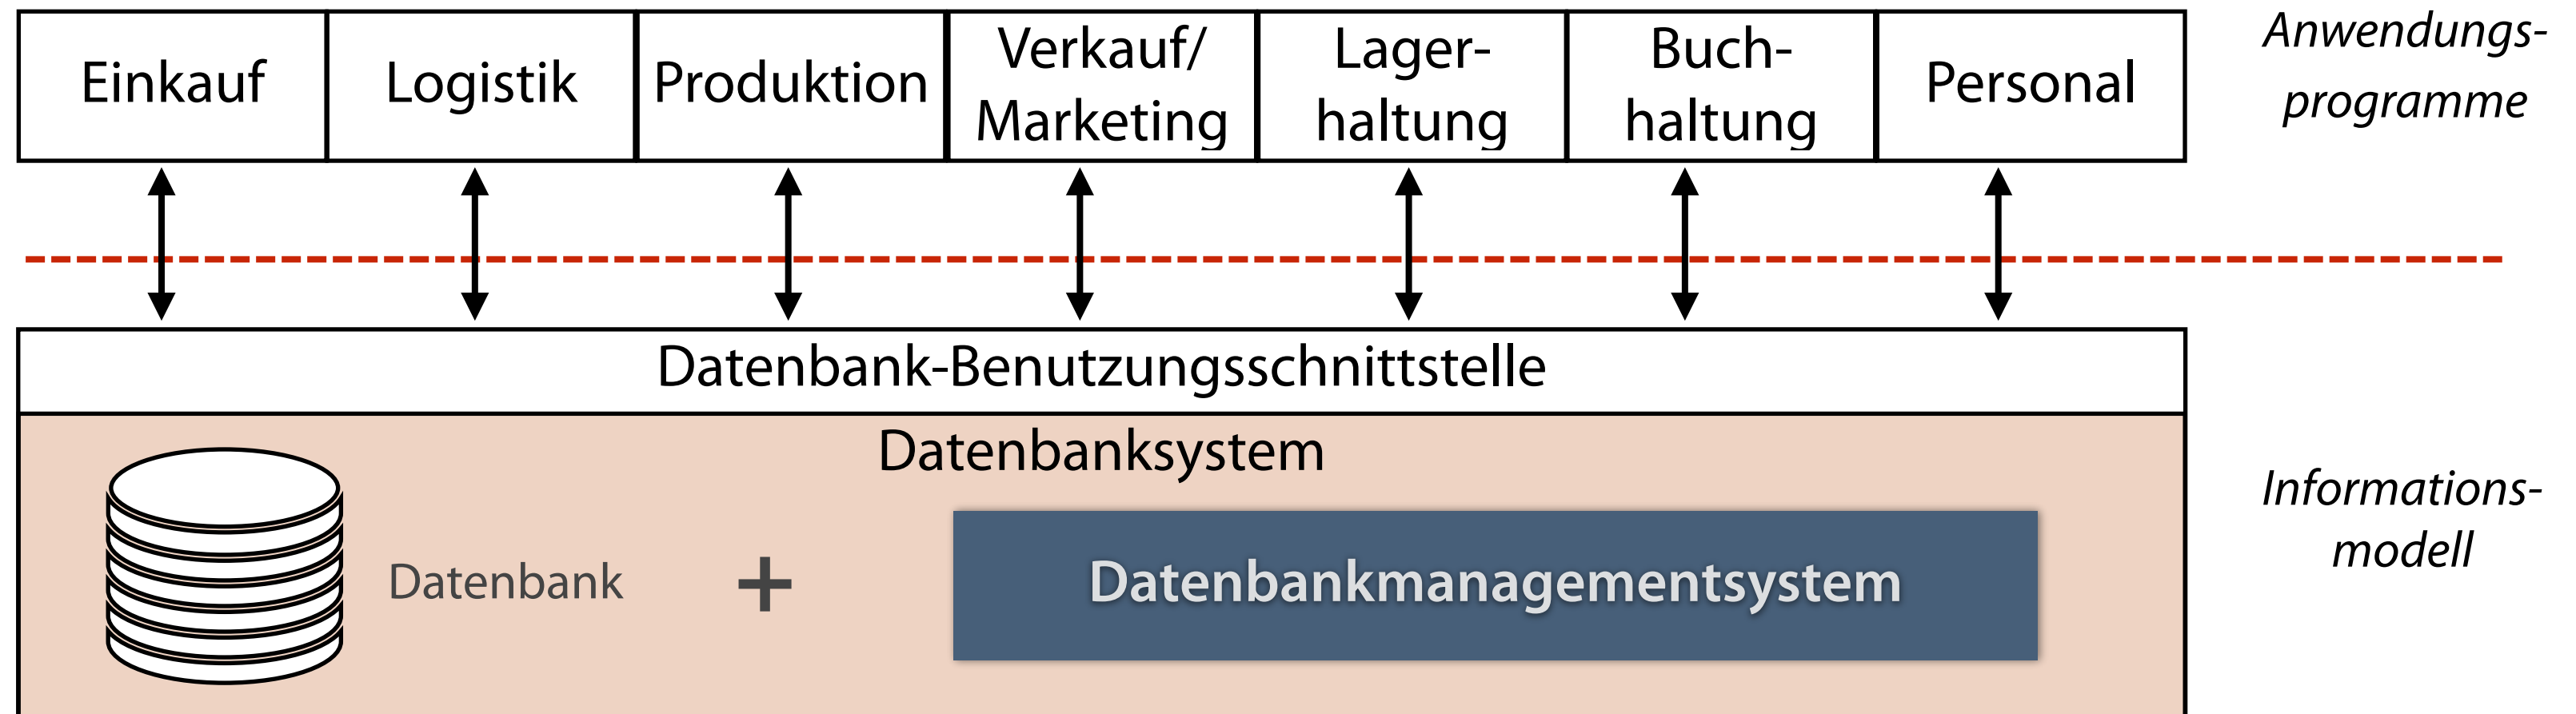 Einkauf
Logistik
Produktion
Verkauf/
Marketing
Lager-
haltung
Buch-
haltung
Personal
Anwendungs-
programme
Datenbank-Benutzungsschnittstelle
Datenbanksystem
Datenbank
+
Datenbankmanagementsystem
Informations-
modell